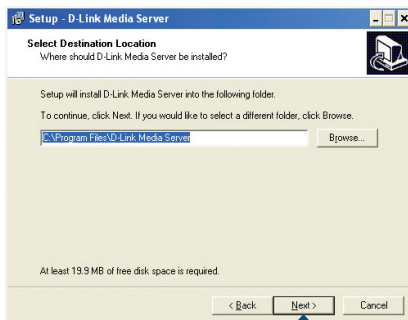 Setup - D-Link Media Server
Select Destination Location
Where should D-Link Media Server be installed?
Setup will install D-Link Media Server into the following folder.
To continue, click Next. If you would like to select a different folder, click Browse.
C:\Program Files\D-Link Media Server
Browse...
At least 19.9 MB of free disk space is required.
< Back
Next >
Cancel